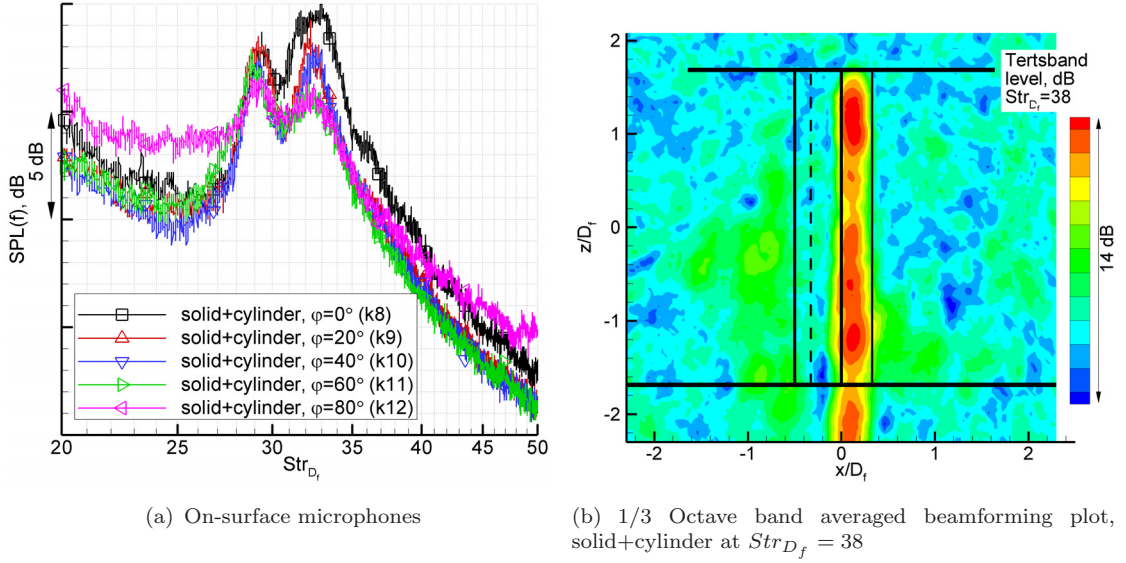 SPL(f), dB
5 dB
solid+cylinder, φ=0° (k8)
solid+cylinder, φ=20° (k9)
solid+cylinder, φ=40° (k10)
solid+cylinder, φ=60° (k11)
solid+cylinder, φ=80° (k12)
20 25 30 35 40 45 50
Str_{D_f}
(a) On-surface microphones
z/D_f
2
1
0
-1
-2
-2 -1 0 1 2
x/D_f
Tertsband
level, dB
Str_{D_f}=38
14 dB
(b) 1/3 Octave band averaged beamforming plot,
solid+cylinder at Str_{D_f} = 38